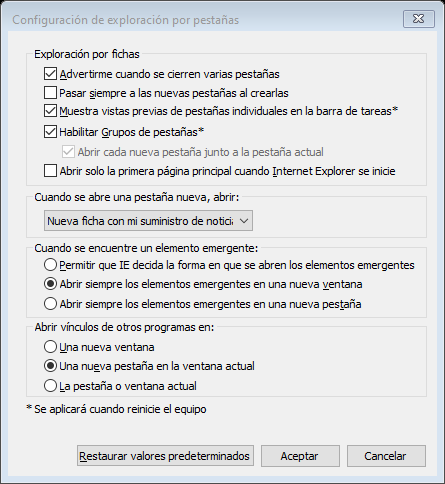 Configuración de exploración por pestañas
Exploración por fichas
Advertirme cuando se cierren varias pestañas
Pasar siempre a las nuevas pestañas al crearlas
Muestra vistas previas de pestañas individuales en la barra de tareas*
Habilitar Grupos de pestañas*
Abrir cada nueva pestaña junto a la pestaña actual
Abrir solo la primera página principal cuando Internet Explorer se inicie
Cuando se abre una pestaña nueva, abrir:
Nueva ficha con mi suministro de noticia
Cuando se encuentre un elemento emergente:
Permitir que IE decida la forma en que se abren los elementos emergentes
Abrir siempre los elementos emergentes en una nueva ventana
Abrir siempre los elementos emergentes en una nueva pestaña
Abrir vínculos de otros programas en:
Una nueva ventana
Una nueva pestaña en la ventana actual
La pestaña o ventana actual
* Se aplicará cuando reinicie el equipo
Restaurar valores predeterminados
Aceptar
Cancelar